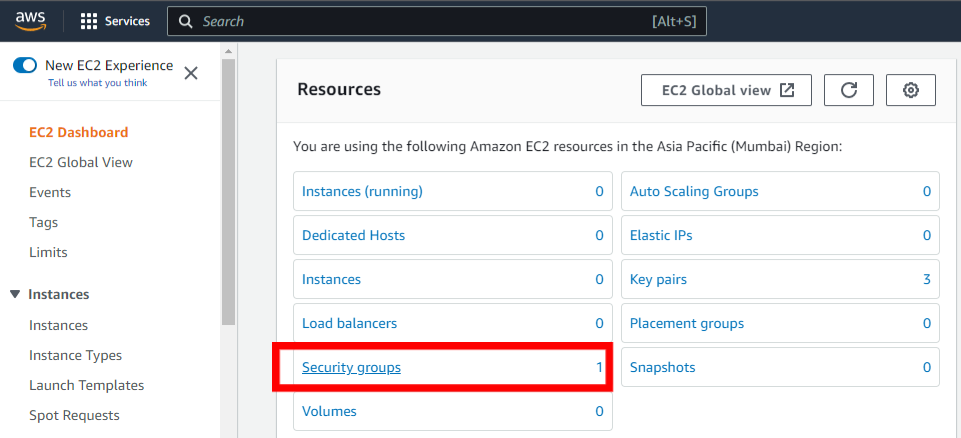 aws Services Search [Alt+S]
New EC2 Experience
Tell us what you think
EC2 Dashboard
EC2 Global View
Events
Tags
Limits
Instances
Instances
Instance Types
Launch Templates
Spot Requests
Resources
EC2 Global view
You are using the following Amazon EC2 resources in the Asia Pacific (Mumbai) Region:
Instances (running) 0 Auto Scaling Groups 0
Dedicated Hosts 0 Elastic IPs 0
Instances 0 Key pairs 3
Load balancers 0 Placement groups 0
Security groups 1 Snapshots 0
Volumes 0